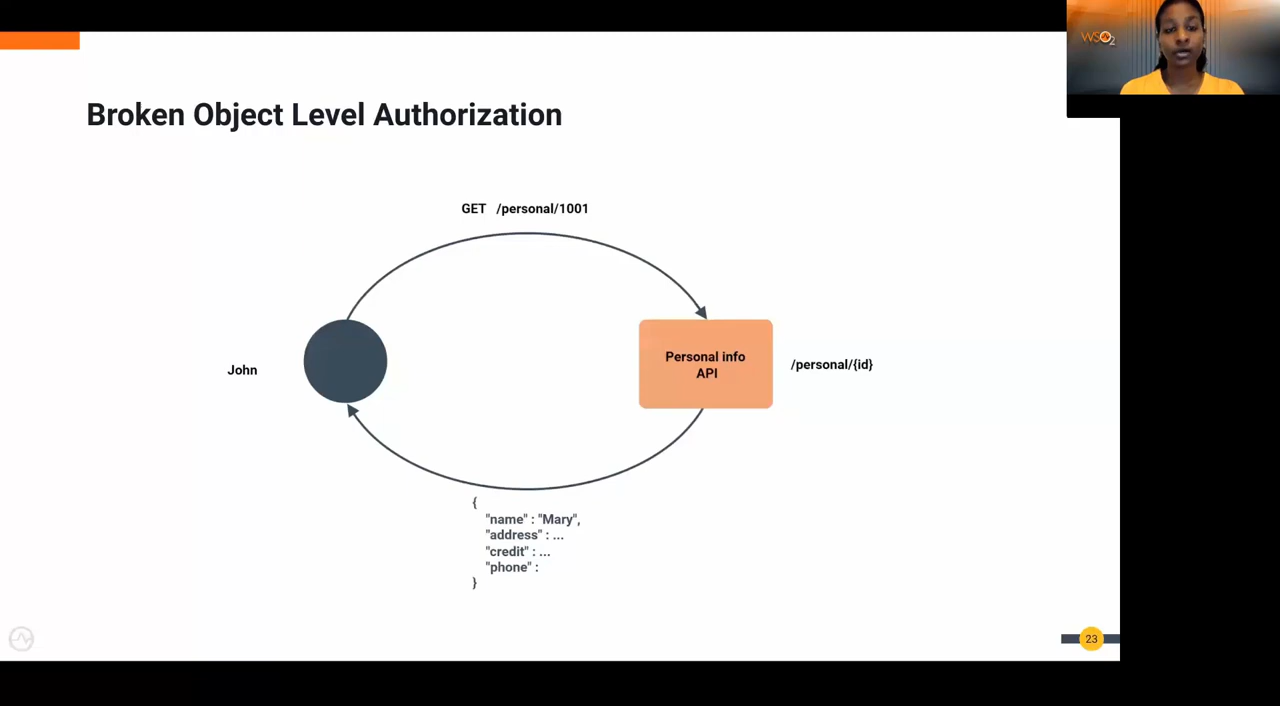 WSO2
Broken Object Level Authorization
GET /personal/1001
John
Personal info
API
/personal/{id}
{
"name" : "Mary",
"address" : ...
"credit" : ...
"phone" :
}
23